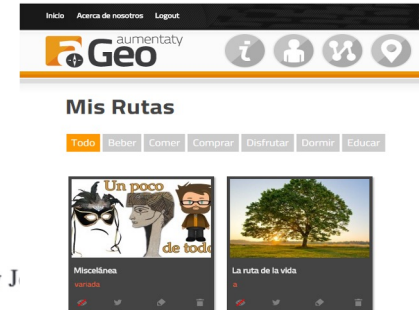 Inicio Acerca de nosotros Logout
aumentaty
Geo
Mis Rutas
Todo Beber Comer Comprar Disfrutar Dormir Educar
Un poco
de todo
Miscelánea
variada
La ruta de la vida
a